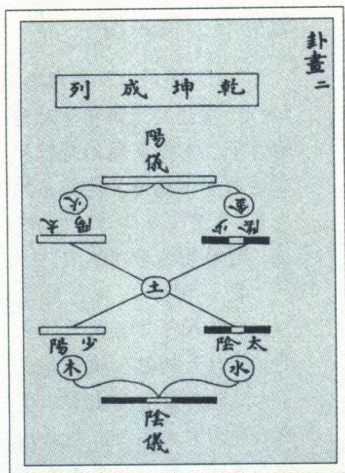 卦畫二
乾坤成列
陽儀
金 火
少陰 太陽
土
少陽 太陰
木 水
陰儀